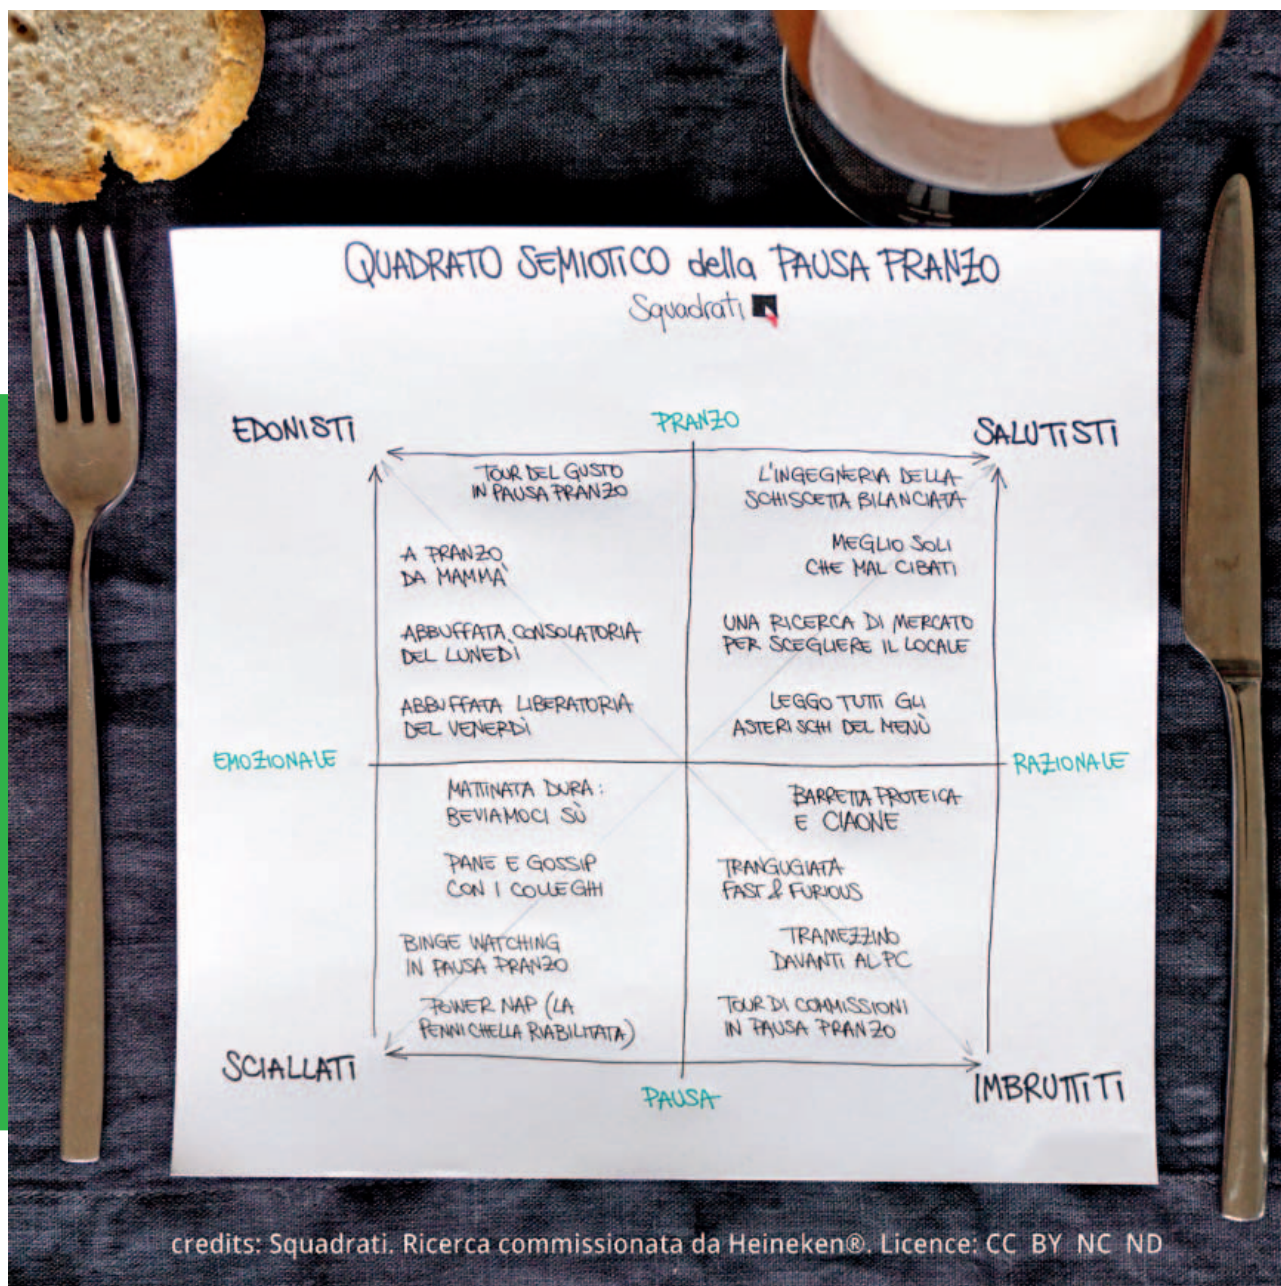 QUADRATO SEMIOTICO della PAUSA PRANZO
Squadrati
EDONISTI
PRANZO
SALUTISTI
TOUR DEL GUSTO
IN PAUSA PRANZO
A PRANZO
DA MAMMÀ
ABBUFFATA CONSOLATORIA
DEL LUNEDÌ
ABBUFFATA LIBERATORIA
DEL VENERDÌ
L'INGEGNERIA DELLA
SCHISCETTA BILANCIATA
MEGLIO SOLI
CHE MAL CIBATI
UNA RICERCA DI MERCATO
PER SCEGLIERE IL LOCALE
LEGGO TUTTI GLI
ASTERISCHI DEL MENÙ
EMOZIONALE
RAZIONALE
MATTINATA DURA:
BEVIAMOCI SÙ
PANE E GOSSIP
CON I COLLEGHI
BINGE WATCHING
IN PAUSA PRANZO
POWER NAP (LA
PENNICHELLA RIABILITATA)
BARRETTA PROTEICA
E CIAONE
TRANGUGIATA
FAST & FURIOUS
TRAMEZZINO
DAVANTI AL PC
TOUR DI COMMISSIONI
IN PAUSA PRANZO
SCIALLATI
PAUSA
IMBRUTTITI
credits: Squadrati. Ricerca commissionata da Heineken®. Licence: CC BY NC ND